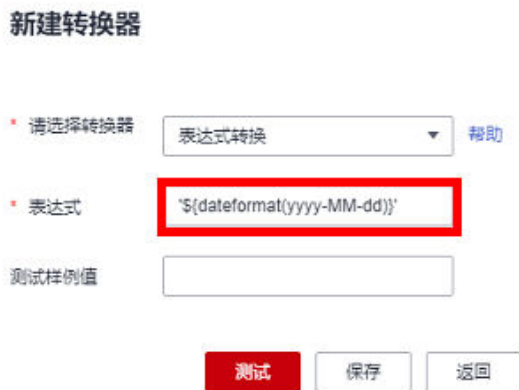 新建转换器
* 请选择转换器 表达式转换 帮助
* 表达式 '${dateformat(yyyy-MM-dd)}'
测试样例值
测试 保存 返回